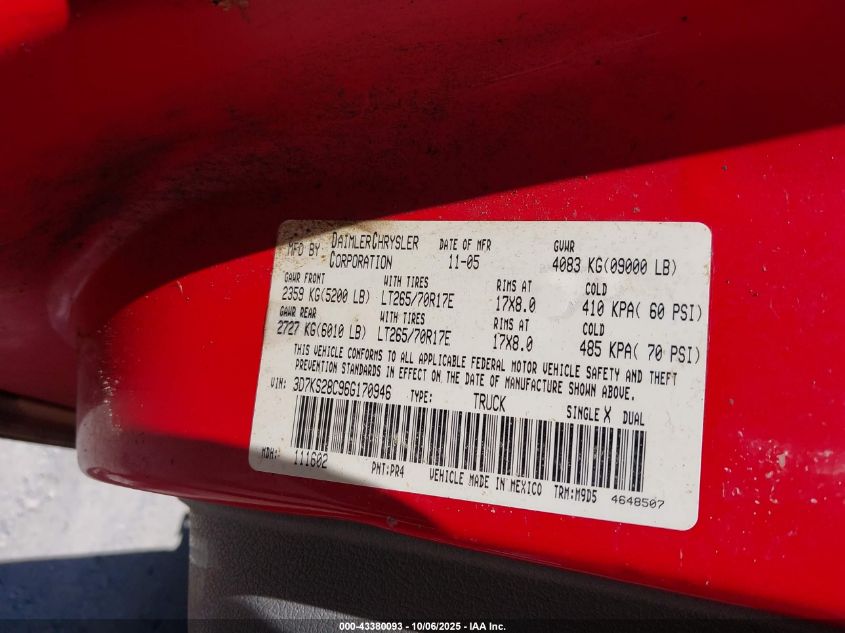 MFD BY DAIMLERCHRYSLER CORPORATION DATE OF MFR 11-05 GVWR 4083 KG(09000 LB)
GAWR FRONT WITH TIRES RIMS AT COLD
2359 KG(5200 LB) LT265/70R17E 17X8.0 410 KPA( 60 PSI)
GAWR REAR WITH TIRES RIMS AT COLD
2727 KG(6010 LB) LT265/70R17E 17X8.0 485 KPA( 70 PSI)
THIS VEHICLE CONFORMS TO ALL APPLICABLE FEDERAL MOTOR VEHICLE SAFETY AND THEFT
PREVENTION STANDARDS IN EFFECT ON THE DATE OF MANUFACTURE SHOWN ABOVE.
VIN: 3D7KS28C96G170946 TYPE: TRUCK SINGLE X DUAL
MDH: 111602 PNT:PR4 VEHICLE MADE IN MEXICO TRM:M9D5 4648507
000-43380093 - 10/06/2025 - IAA Inc.